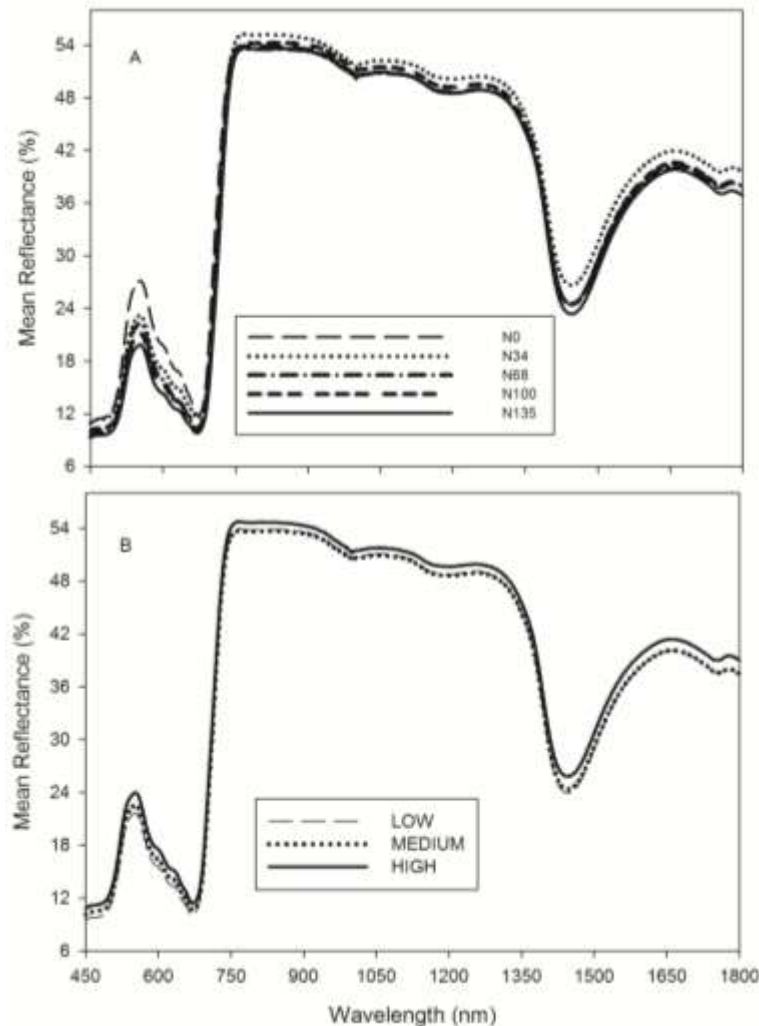 A
54
48
42
36
30
24
18
12
6
Mean Reflectance (%)
N0
N34
N68
N100
N135
B
54
48
42
36
30
24
18
12
6
Mean Reflectance (%)
LOW
MEDIUM
HIGH
450 600 750 900 1050 1200 1350 1500 1650 1800
Wavelength (nm)